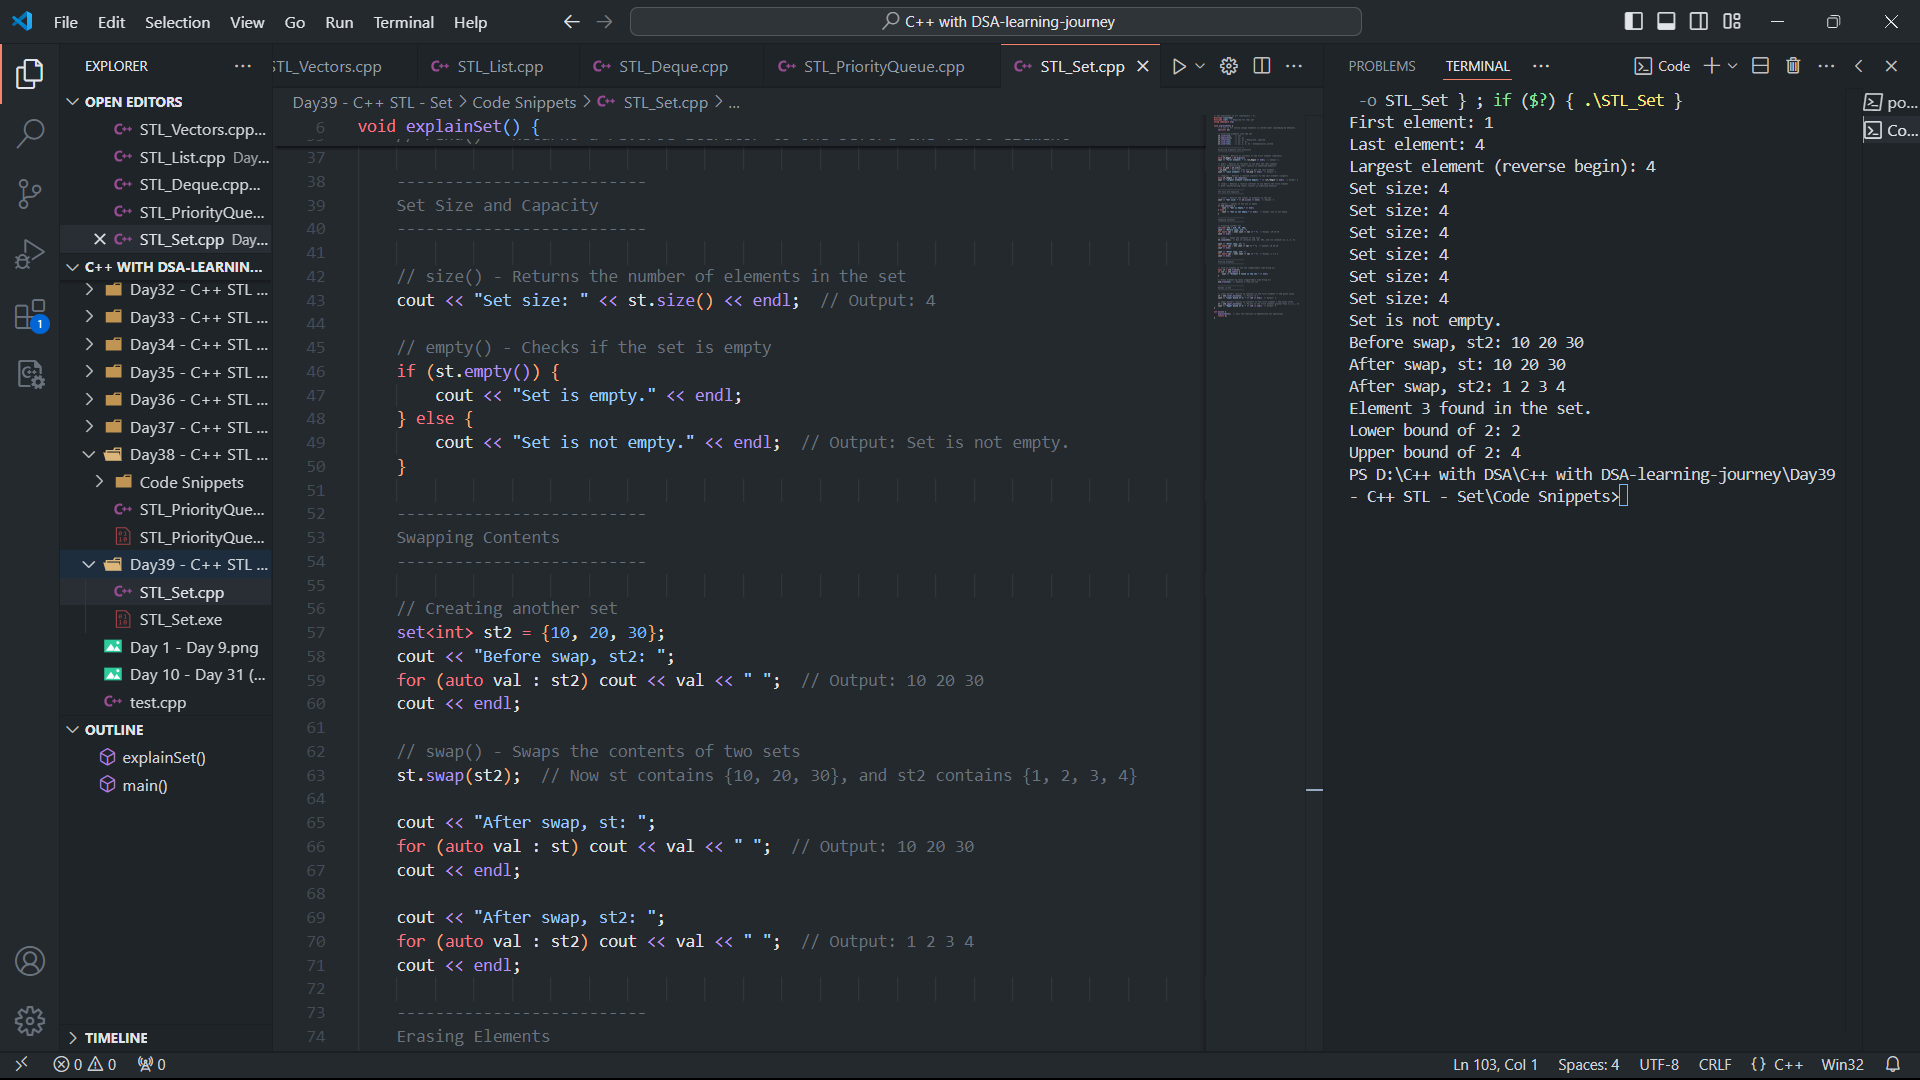 File Edit Selection View Go Run Terminal Help
C++ with DSA-learning-journey
EXPLORER
OPEN EDITORS
STL_Vectors.cpp...
STL_List.cpp Day...
STL_Deque.cpp...
STL_PriorityQue...
STL_Set.cpp Day...
C++ WITH DSA-LEARNIN...
Day32 - C++ STL ...
Day33 - C++ STL ...
Day34 - C++ STL ...
Day35 - C++ STL ...
Day36 - C++ STL ...
Day37 - C++ STL ...
Day38 - C++ STL ...
Code Snippets
STL_PriorityQue...
STL_PriorityQue...
Day39 - C++ STL ...
STL_Set.cpp
STL_Set.exe
Day 1 - Day 9.png
Day 10 - Day 31 (...
test.cpp
OUTLINE
explainSet()
main()
TIMELINE
1
STL_Vectors.cpp STL_List.cpp STL_Deque.cpp STL_PriorityQueue.cpp STL_Set.cpp
Day39 - C++ STL - Set > Code Snippets > STL_Set.cpp > ...
6 void explainSet() {
37
38 --------------------------
39 Set Size and Capacity
40 --------------------------
41
42 // size() - Returns the number of elements in the set
43 cout << "Set size: " << st.size() << endl;  // Output: 4
44
45 // empty() - Checks if the set is empty
46 if (st.empty()) {
47 cout << "Set is empty." << endl;
48 } else {
49 cout << "Set is not empty." << endl;  // Output: Set is not empty.
50 }
51
52 --------------------------
53 Swapping Contents
54 --------------------------
55
56 // Creating another set
57 set<int> st2 = {10, 20, 30};
58 cout << "Before swap, st2: ";
59 for (auto val : st2) cout << val << " ";  // Output: 10 20 30
60 cout << endl;
61
62 // swap() - Swaps the contents of two sets
63 st.swap(st2);  // Now st contains {10, 20, 30}, and st2 contains {1, 2, 3, 4}
64
65 cout << "After swap, st: ";
66 for (auto val : st) cout << val << " ";  // Output: 10 20 30
67 cout << endl;
68
69 cout << "After swap, st2: ";
70 for (auto val : st2) cout << val << " ";  // Output: 1 2 3 4
71 cout << endl;
72
73 --------------------------
74 Erasing Elements
PROBLEMS TERMINAL
Code
-o STL_Set } ; if ($?) { .\STL_Set }
First element: 1
Last element: 4
Largest element (reverse begin): 4
Set size: 4
Set size: 4
Set size: 4
Set size: 4
Set size: 4
Set size: 4
Set is not empty.
Before swap, st2: 10 20 30
After swap, st: 10 20 30
After swap, st2: 1 2 3 4
Element 3 found in the set.
Lower bound of 2: 2
Upper bound of 2: 4
PS D:\C++ with DSA\C++ with DSA-learning-journey\Day39
- C++ STL - Set\Code Snippets>
po...
Co...
0 0 0
Ln 103, Col 1 Spaces: 4 UTF-8 CRLF {} C++ Win32